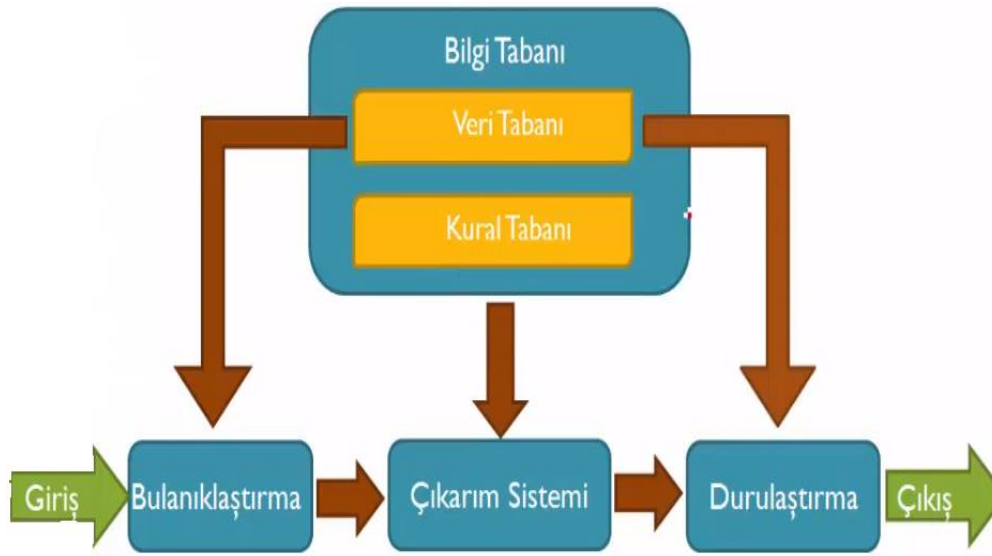 Bilgi Tabanı
Veri Tabanı
Kural Tabanı
Giriş
Bulanıklaştırma
Çıkarım Sistemi
Durulaştırma
Çıkış